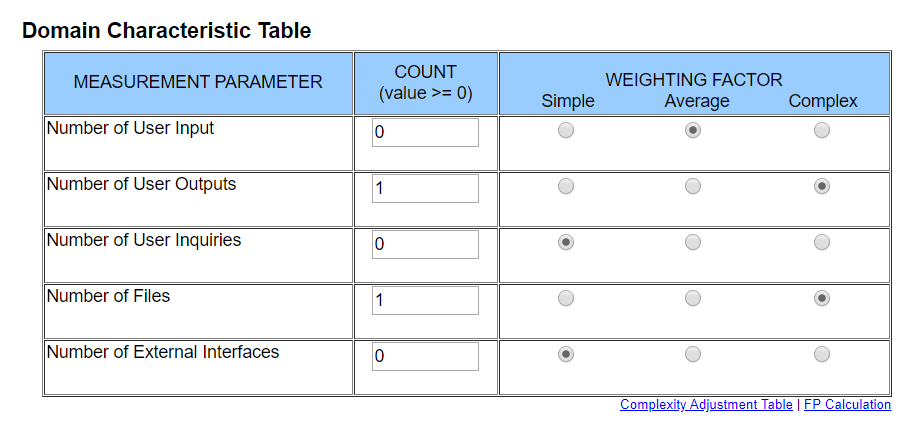 Domain Characteristic Table
MEASUREMENT PARAMETER
COUNT
(value >= 0)
WEIGHTING FACTOR
Simple Average Complex
Number of User Input 0
Number of User Outputs 1
Number of User Inquiries 0
Number of Files 1
Number of External Interfaces 0
Complexity Adjustment Table | FP Calculation